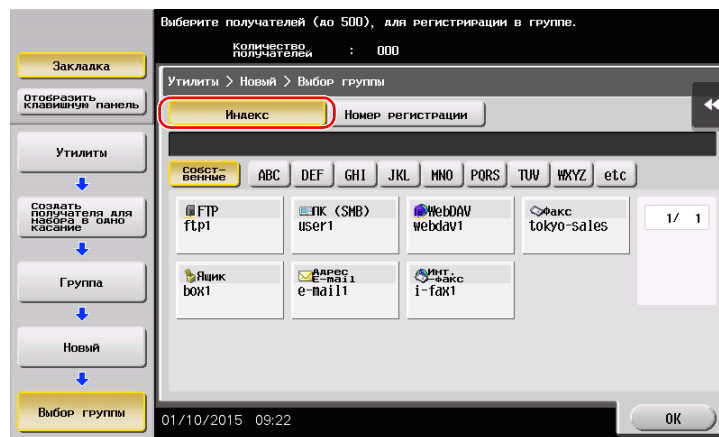 Выберите получателей (до 500), для регистрирации в группе.
Количество
получателей : 000
Закладка
Отобразить
клавишную панель
Утилиты
Создать
получателя для
набора в одно
касание
Группа
Новый
Выбор группы
Утилиты > Новый > Выбор группы
Индекс
Номер регистрации
Собст-
венные
ABC
DEF
GHI
JKL
MNO
PQRS
TUV
WXYZ
etc
FTP
ftp1
ПК (SMB)
user1
WebDAV
webdav1
Факс
tokyo-sales
1/ 1
Ящик
box1
Адрес
E-mail
e-mail1
Инт.
-факс
i-fax1
01/10/2015 09:22
OK